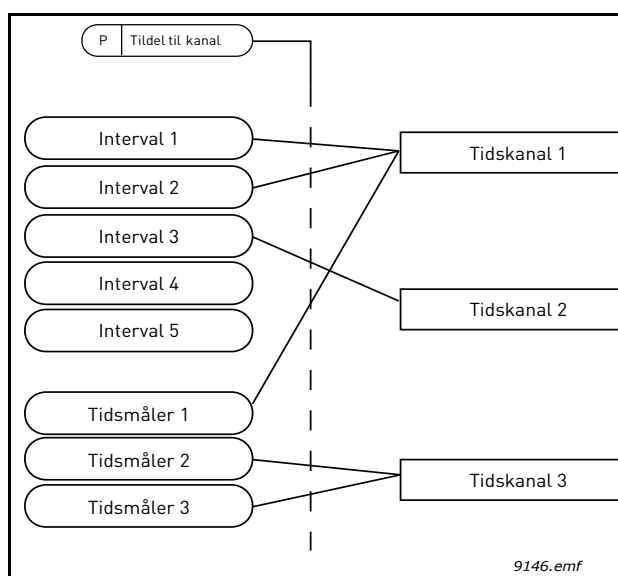 P Tildel til kanal
Interval 1
Interval 2
Interval 3
Interval 4
Interval 5
Tidsmåler 1
Tidsmåler 2
Tidsmåler 3
Tidskanal 1
Tidskanal 2
Tidskanal 3
9146.emf